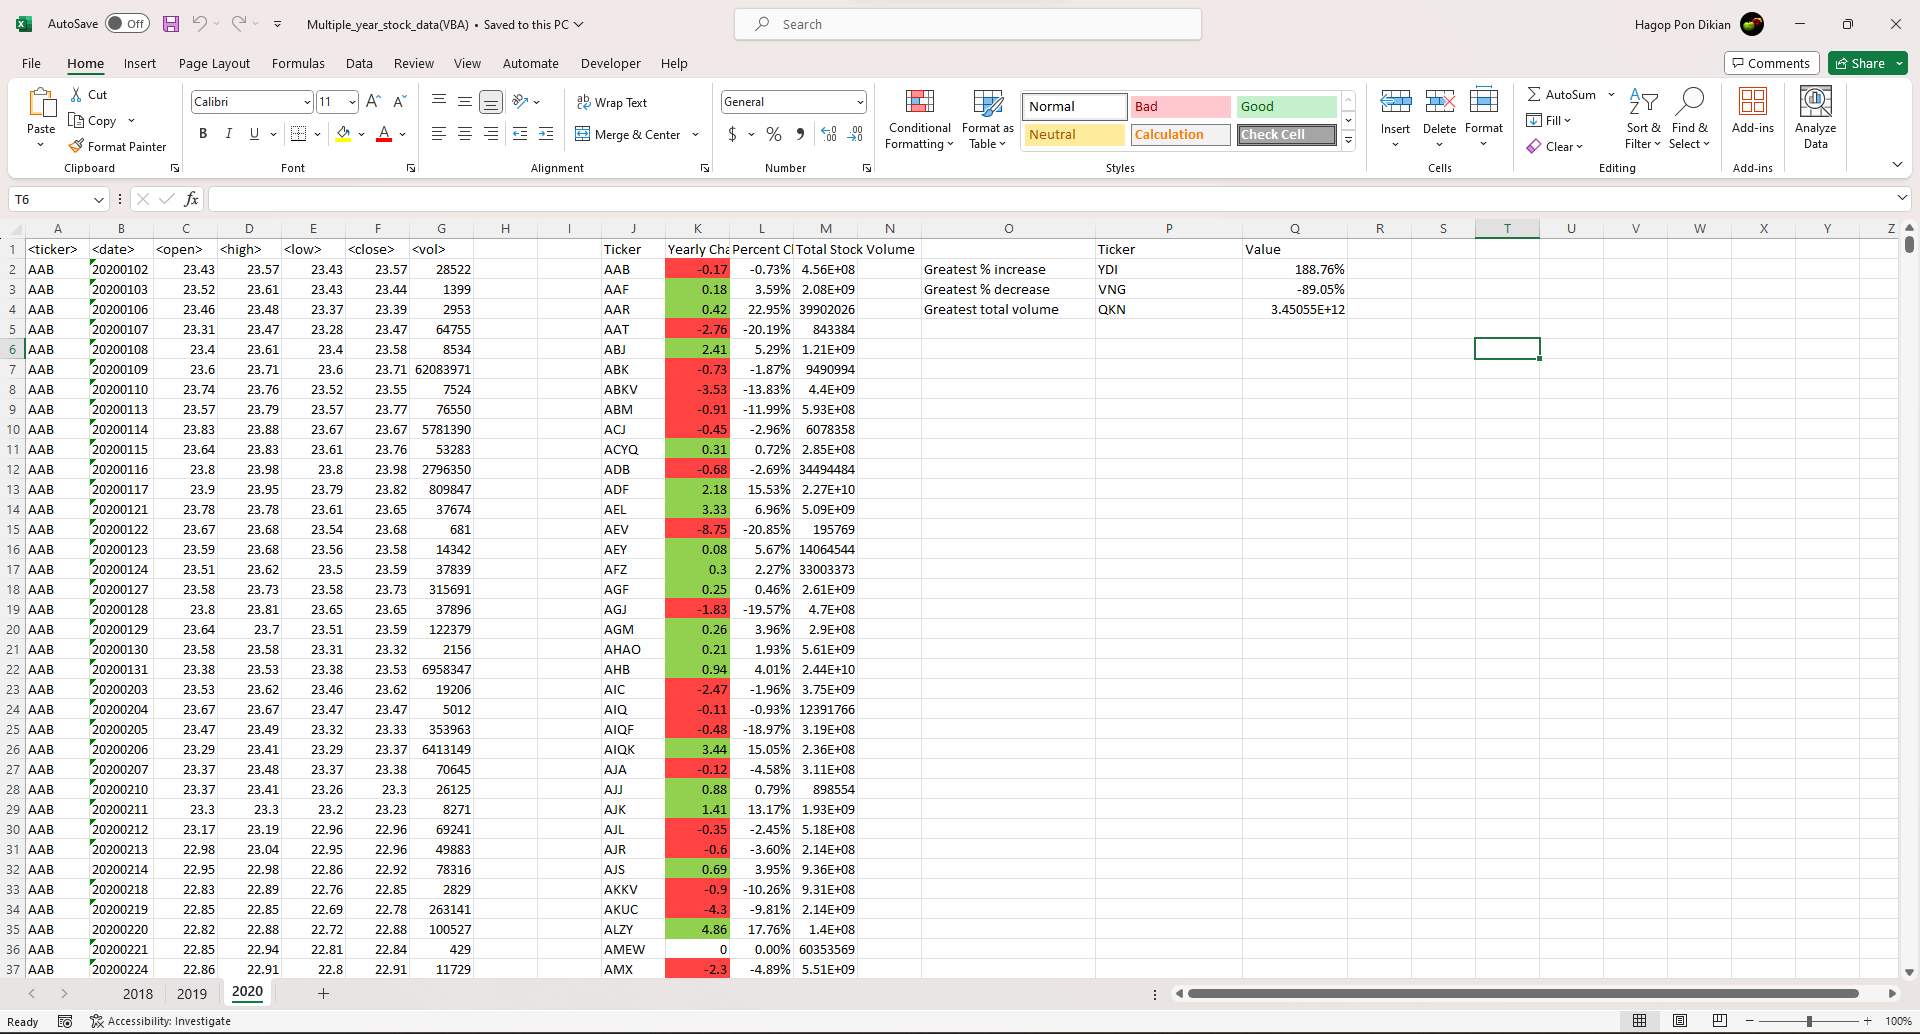 AutoSave Off Multiple_year_stock_data(VBA) • Saved to this PC Search Hagop Pon Dikian
File Home Insert Page Layout Formulas Data Review View Automate Developer Help Comments Share
Paste Cut Copy Format Painter Clipboard
Calibri 11 B I U A Font
Wrap Text Merge & Center Alignment
General $ % Number
Conditional Formatting Format as Table Normal Bad Good Neutral Calculation Check Cell Styles
Insert Delete Format Cells
AutoSum Fill Clear Sort & Filter Find & Select Editing
Add-ins Add-ins Analyze Data
T6 fx
A B C D E F G H I J K L M N O P Q R S T U V W X Y Z
1 <ticker> <date> <open> <high> <low> <close> <vol> Ticker Yearly Cha Percent Cl Total Stock Volume Ticker Value
2 AAB 20200102 23.43 23.57 23.43 23.57 28522 AAB -0.17 -0.73% 4.56E+08 Greatest % increase YDI 188.76%
3 AAB 20200103 23.52 23.61 23.43 23.44 1399 AAF 0.18 3.59% 2.08E+09 Greatest % decrease VNG -89.05%
4 AAB 20200106 23.46 23.48 23.37 23.39 2953 AAR 0.42 22.95% 39902026 Greatest total volume QKN 3.45055E+12
5 AAB 20200107 23.31 23.47 23.28 23.47 64755 AAT -2.76 -20.19% 843384
6 AAB 20200108 23.4 23.61 23.4 23.58 8534 ABJ 2.41 5.29% 1.21E+09
7 AAB 20200109 23.6 23.71 23.6 23.71 62083971 ABK -0.73 -1.87% 9490994
8 AAB 20200110 23.74 23.76 23.52 23.55 7524 ABKV -3.53 -13.83% 4.4E+09
9 AAB 20200113 23.57 23.79 23.57 23.77 76550 ABM -0.91 -11.99% 5.93E+08
10 AAB 20200114 23.83 23.88 23.67 23.67 5781390 ACJ -0.45 -2.96% 6078358
11 AAB 20200115 23.64 23.83 23.61 23.76 53283 ACYQ 0.31 0.72% 2.85E+08
12 AAB 20200116 23.8 23.98 23.8 23.98 2796350 ADB -0.68 -2.69% 34494484
13 AAB 20200117 23.9 23.95 23.79 23.82 809847 ADF 2.18 15.53% 2.27E+10
14 AAB 20200121 23.78 23.78 23.61 23.65 37674 AEL 3.33 6.96% 5.09E+09
15 AAB 20200122 23.67 23.68 23.54 23.68 681 AEV -8.75 -20.85% 195769
16 AAB 20200123 23.59 23.68 23.56 23.58 14342 AEY 0.08 5.67% 14064544
17 AAB 20200124 23.51 23.62 23.5 23.59 37839 AFZ 0.3 2.27% 33003373
18 AAB 20200127 23.58 23.73 23.58 23.73 315691 AGF 0.25 0.46% 2.61E+09
19 AAB 20200128 23.8 23.81 23.65 23.65 37896 AGJ -1.83 -19.57% 4.7E+08
20 AAB 20200129 23.64 23.7 23.51 23.59 122379 AGM 0.26 3.96% 2.9E+08
21 AAB 20200130 23.58 23.58 23.31 23.32 2156 AHAO 0.21 1.93% 5.61E+09
22 AAB 20200131 23.38 23.53 23.38 23.53 6958347 AHB 0.94 4.01% 2.44E+10
23 AAB 20200203 23.53 23.62 23.46 23.62 19206 AIC -2.47 -1.96% 3.75E+09
24 AAB 20200204 23.67 23.67 23.47 23.47 5012 AIQ -0.11 -0.93% 12391766
25 AAB 20200205 23.47 23.49 23.32 23.33 353963 AIQF -0.48 -18.97% 3.19E+08
26 AAB 20200206 23.29 23.41 23.29 23.37 6413149 AIQK 3.44 15.05% 2.36E+08
27 AAB 20200207 23.37 23.48 23.37 23.38 70645 AJA -0.12 -4.58% 3.11E+08
28 AAB 20200210 23.37 23.41 23.26 23.3 26125 AJJ 0.88 0.79% 898554
29 AAB 20200211 23.3 23.3 23.2 23.23 8271 AJK 1.41 13.17% 1.93E+09
30 AAB 20200212 23.17 23.19 22.96 22.96 69241 AJL -0.35 -2.45% 5.18E+08
31 AAB 20200213 22.98 23.04 22.95 22.96 49883 AJR -0.6 -3.60% 2.14E+08
32 AAB 20200214 22.95 22.98 22.86 22.92 78316 AJS 0.69 3.95% 9.36E+08
33 AAB 20200218 22.83 22.89 22.76 22.85 2829 AKKV -0.9 -10.26% 9.31E+08
34 AAB 20200219 22.85 22.85 22.69 22.78 263141 AKUC -4.3 -9.81% 2.14E+09
35 AAB 20200220 22.82 22.88 22.72 22.88 100527 ALZY 4.86 17.76% 1.4E+08
36 AAB 20200221 22.85 22.94 22.81 22.84 429 AMEW 0 0.00% 60353569
37 AAB 20200224 22.86 22.91 22.8 22.91 11729 AMX -2.3 -4.89% 5.51E+09
2018 2019 2020 +
Ready Accessibility: Investigate 100%